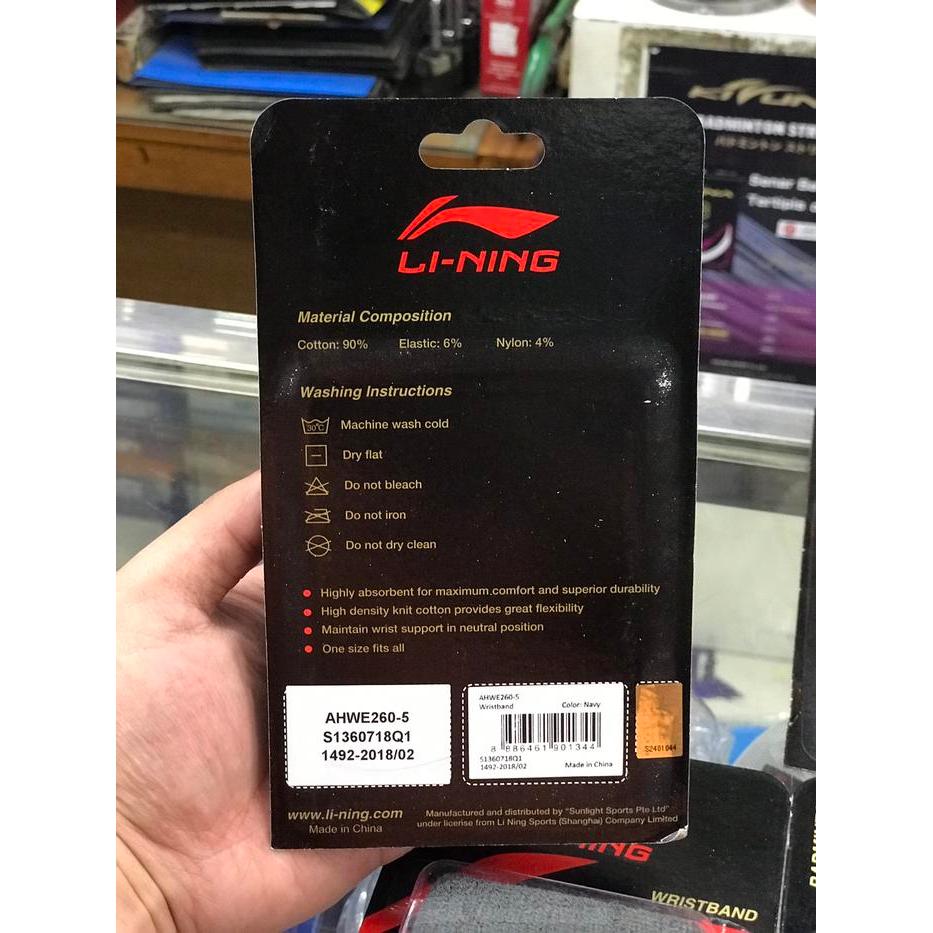 LI-NING
Material Composition
Cotton: 90% Elastic: 6% Nylon: 4%
Washing Instructions
30°C Machine wash cold
Dry flat
Do not bleach
Do not iron
Do not dry clean
Highly absorbent for maximum.comfort and superior durability
High density knit cotton provides great flexibility
Maintain wrist support in neutral position
One size fits all
AHWE260-5
S1360718Q1
1492-2018/02
AHWE260-5
Wristband Color: Navy
8 886461 901344
S1360718Q1
1492-2018/02 Made in China
S2401044
www.li-ning.com
Made in China
Manufactured and distributed by "Sunlight Sports Pte Ltd"
under license from Li Ning Sports (Shanghai) Company Limited
WRISTBAND